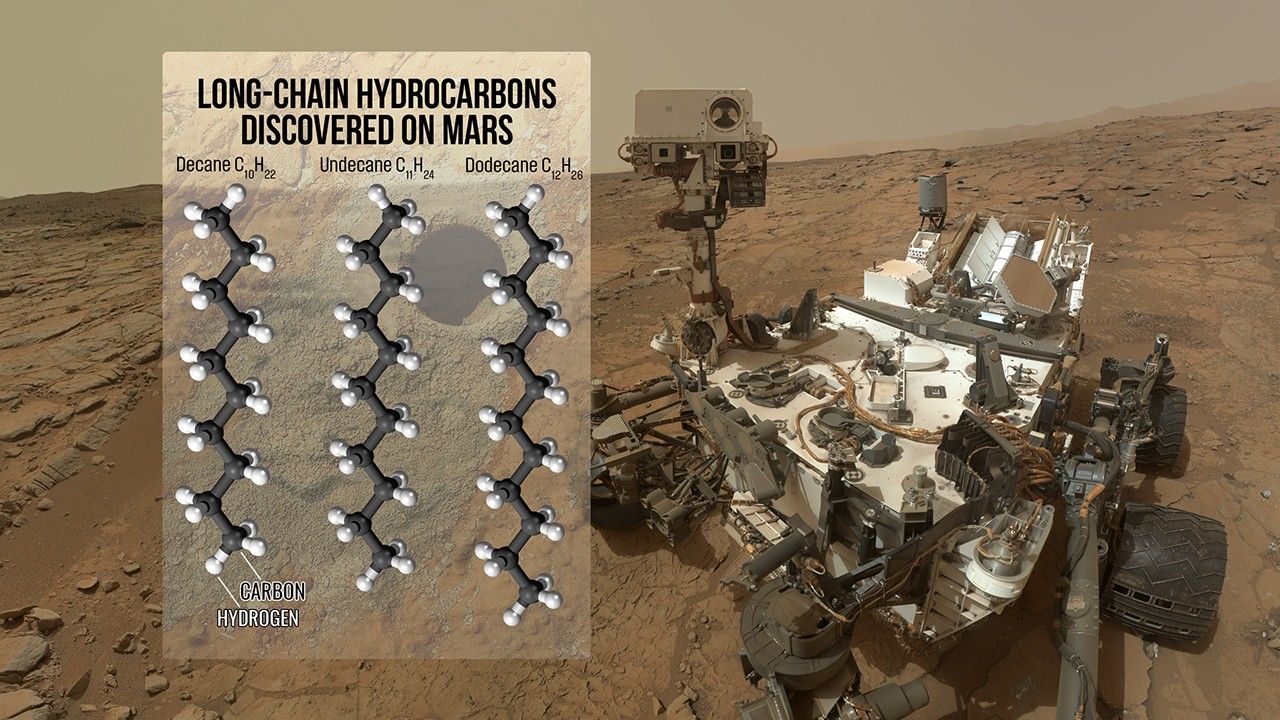 LONG-CHAIN HYDROCARBONS
DISCOVERED ON MARS
Decane C₁₀H₂₂ Undecane C₁₁H₂₄ Dodecane C₁₂H₂₆
CARBON
HYDROGEN